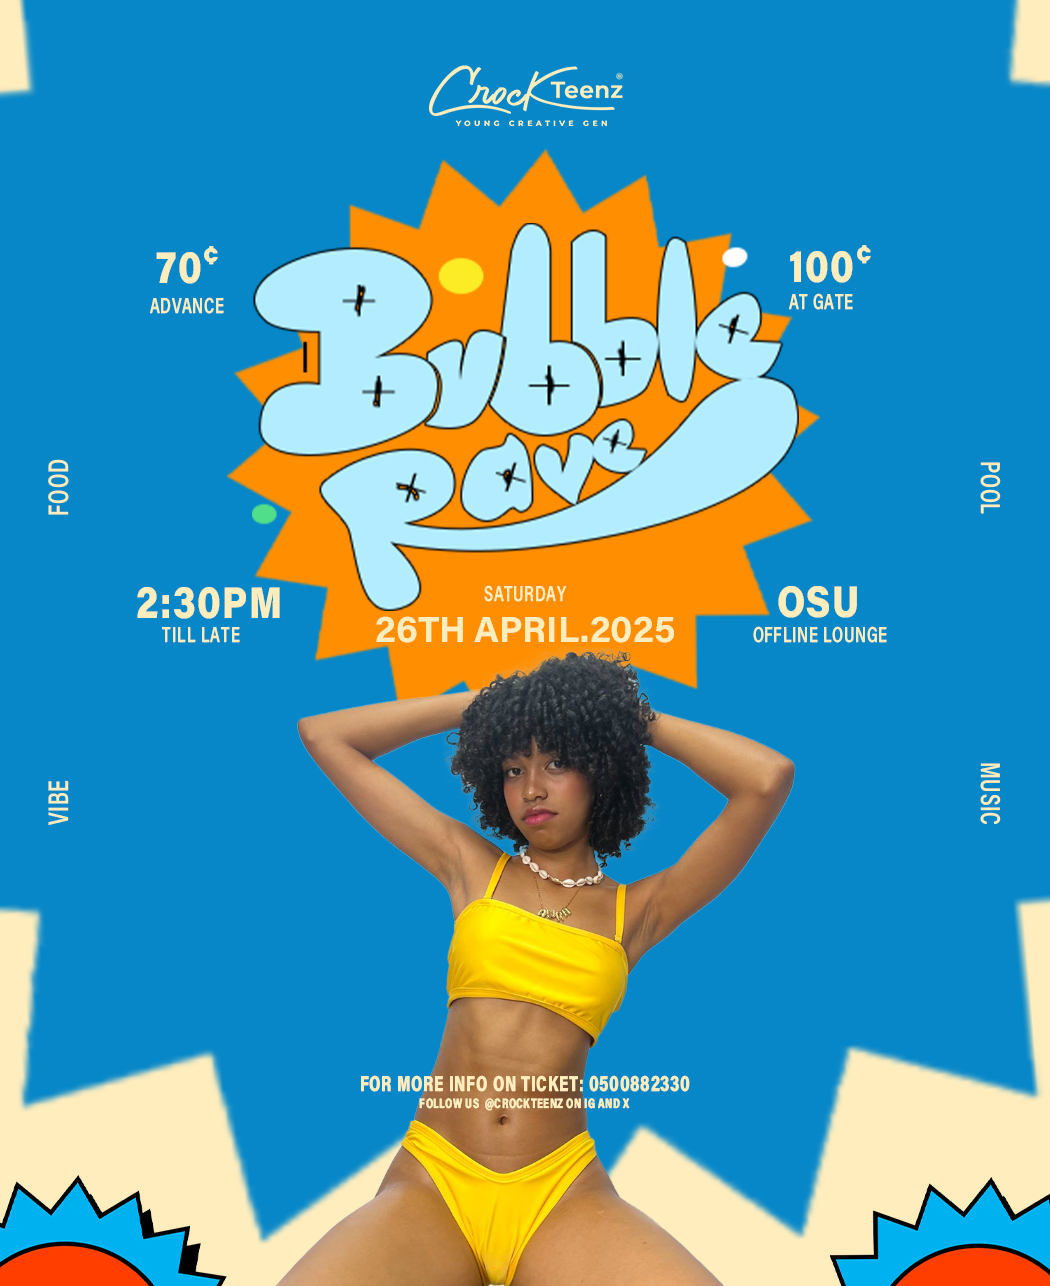 Crock Teenz®
YOUNG CREATIVE GEN
70¢
ADVANCE
100¢
AT GATE
Bubble
Rave
FOOD
POOL
2:30PM
TILL LATE
SATURDAY
26TH APRIL.2025
OSU
OFFLINE LOUNGE
VIBE
MUSIC
FOR MORE INFO ON TICKET: 0500882330
FOLLOW US @CROCKTEENZ ON IG AND X